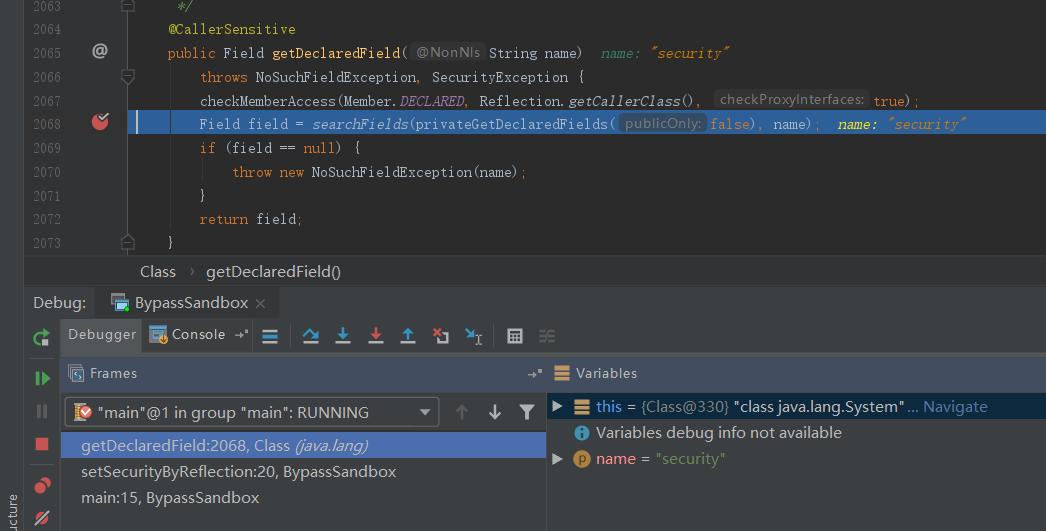 2063 */
2064 @CallerSensitive
2065 @ public Field getDeclaredField( @NonNls String name) name: "security"
2066 throws NoSuchFieldException, SecurityException {
2067 checkMemberAccess(Member.DECLARED, Reflection.getCallerClass(), checkProxyInterfaces: true);
2068 Field field = searchFields(privateGetDeclaredFields( publicOnly: false), name); name: "security"
2069 if (field == null) {
2070 throw new NoSuchFieldException(name);
2071 }
2072 return field;
2073 }
Class › getDeclaredField()
Debug: BypassSandbox ×
Debugger Console
Frames
Variables
"main"@1 in group "main": RUNNING
this = {Class@330} "class java.lang.System"... Navigate
getDeclaredField:2068, Class (java.lang)
Variables debug info not available
setSecurityByReflection:20, BypassSandbox
p name = "security"
main:15, BypassSandbox
ucture